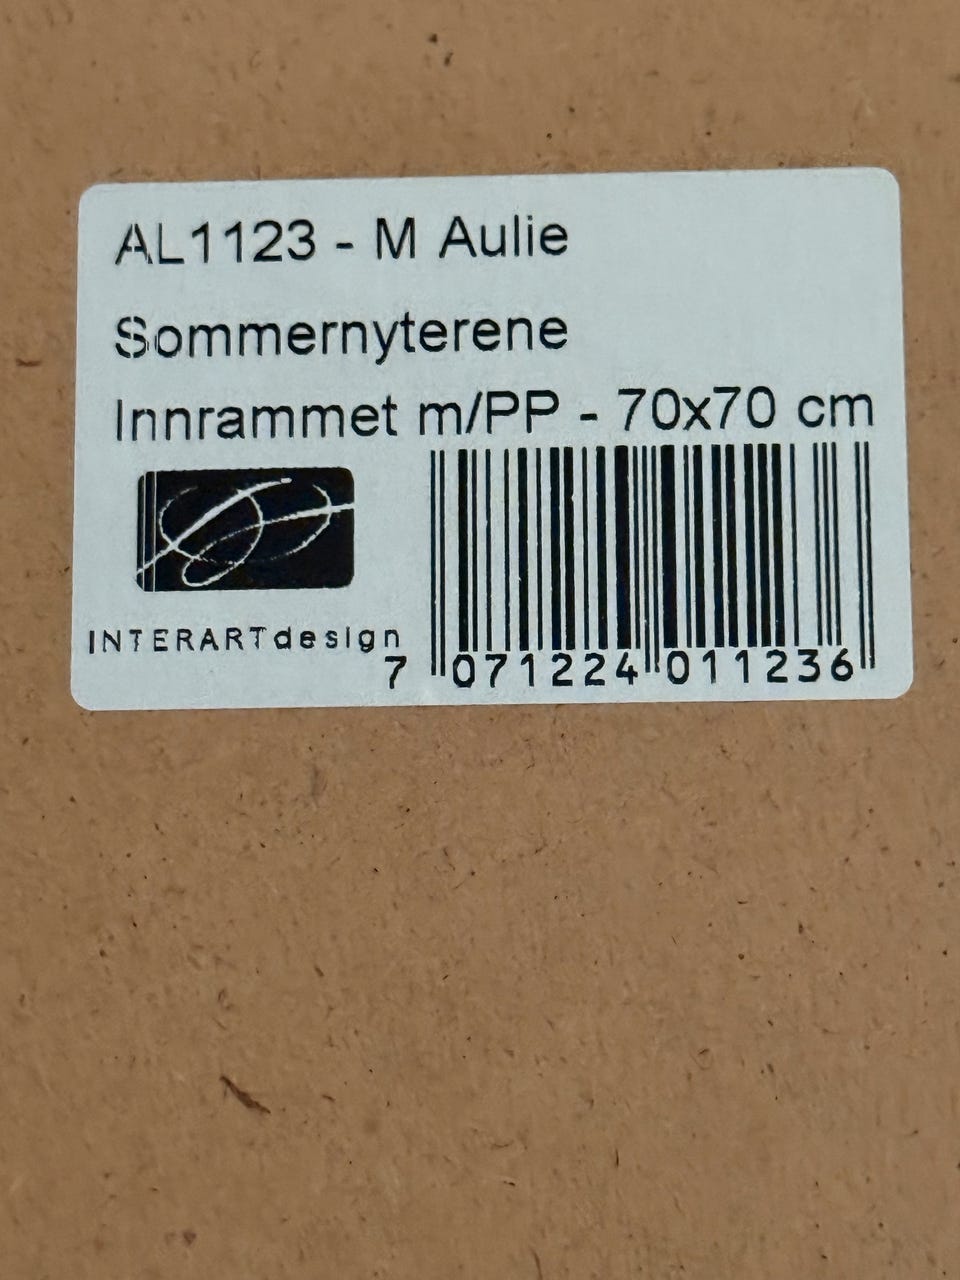 AL1123 - M Aulie
Sommernyterene
Innrammet m/PP - 70x70 cm
INTERARTdesign
7 071224 011236